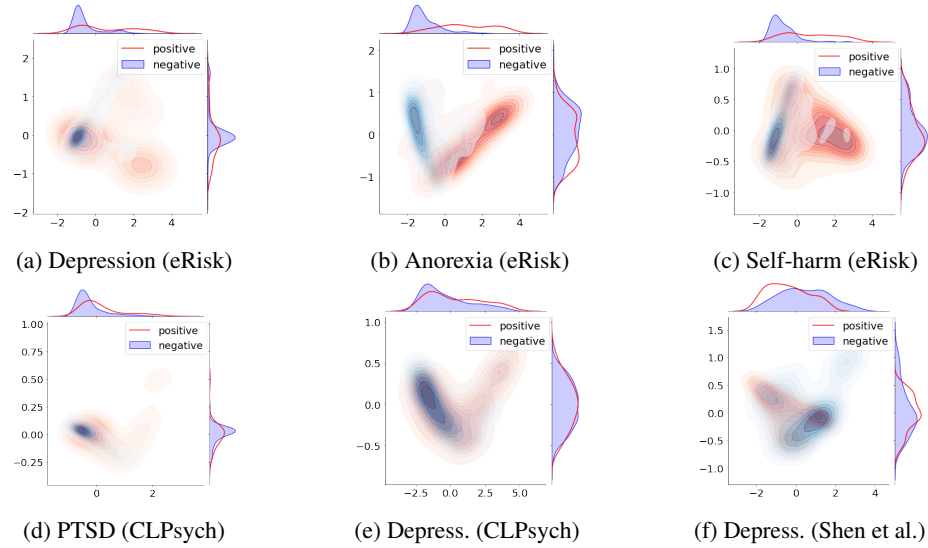 positive
negative
2
1
0
−1
−2
−2 0 2 4
(a) Depression (eRisk)
positive
negative
2
1
0
−1
−2 0 2 4
(b) Anorexia (eRisk)
positive
negative
1.0
0.5
0.0
−0.5
−1.0
−2 0 2 4
(c) Self-harm (eRisk)
positive
negative
1.00
0.75
0.50
0.25
0.00
−0.25
0 2
(d) PTSD (CLPsych)
positive
negative
1.0
0.5
0.0
−0.5
−2.5 0.0 2.5 5.0
(e) Depress. (CLPsych)
positive
negative
1.5
1.0
0.5
0.0
−0.5
−1.0
−2 0 2 4
(f) Depress. (Shen et al.)